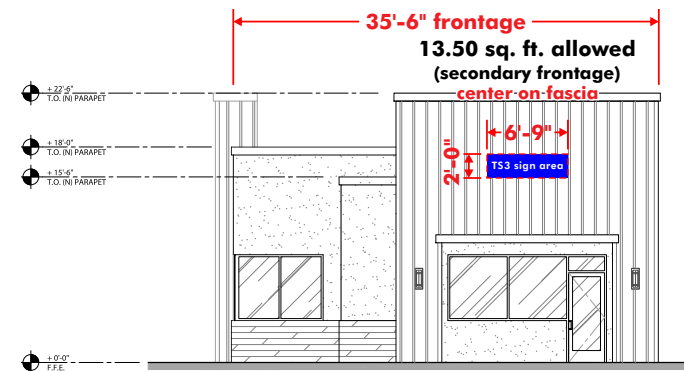 35'-6" frontage
13.50 sq. ft. allowed
(secondary frontage)
center on fascia
+ 22'-6"
T.O. (N) PARAPET
6'-9"
+ 18'-0"
T.O. (N) PARAPET
2'-0"
TS3 sign area
+ 15'-6"
T.O. (N) PARAPET
+ 0'-0"
F.F.E.